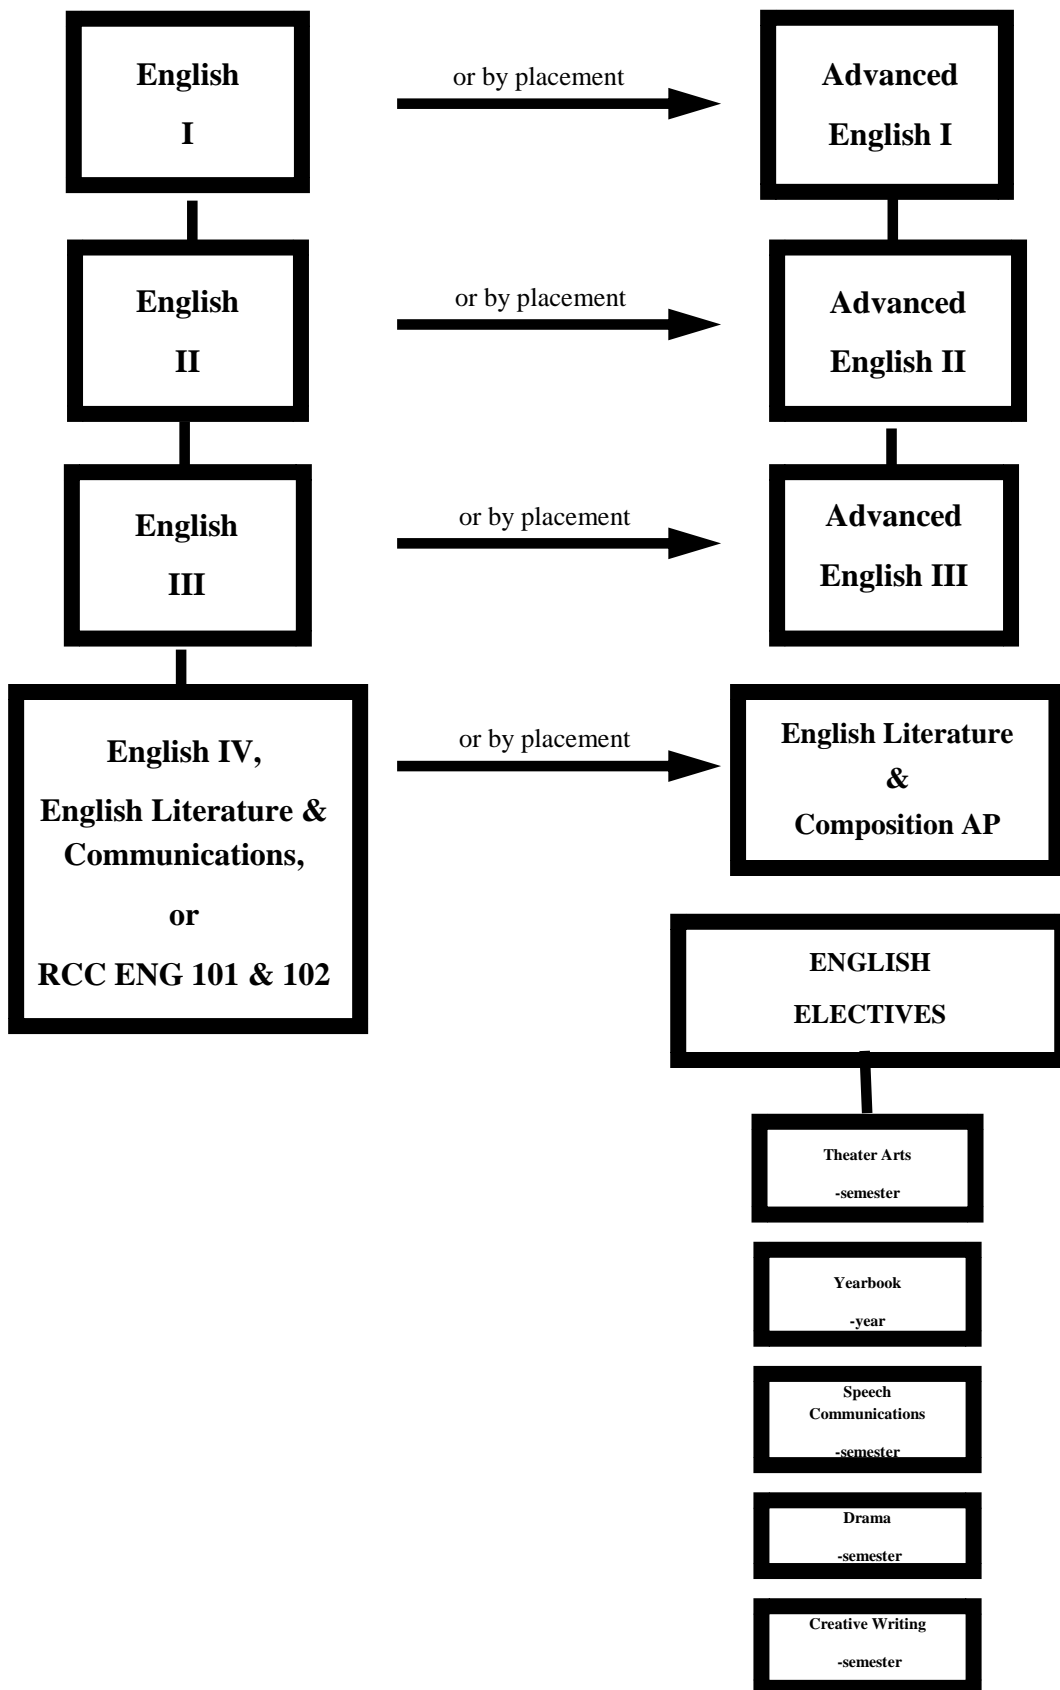 English
I
or by placement
Advanced
English I
English
II
or by placement
Advanced
English II
English
III
or by placement
Advanced
English III
English IV,
English Literature &
Communications,
or
RCC ENG 101 & 102
or by placement
English Literature
&
Composition AP
ENGLISH
ELECTIVES
Theater Arts
-semester
Yearbook
-year
Speech
Communications
-semester
Drama
-semester
Creative Writing
-semester